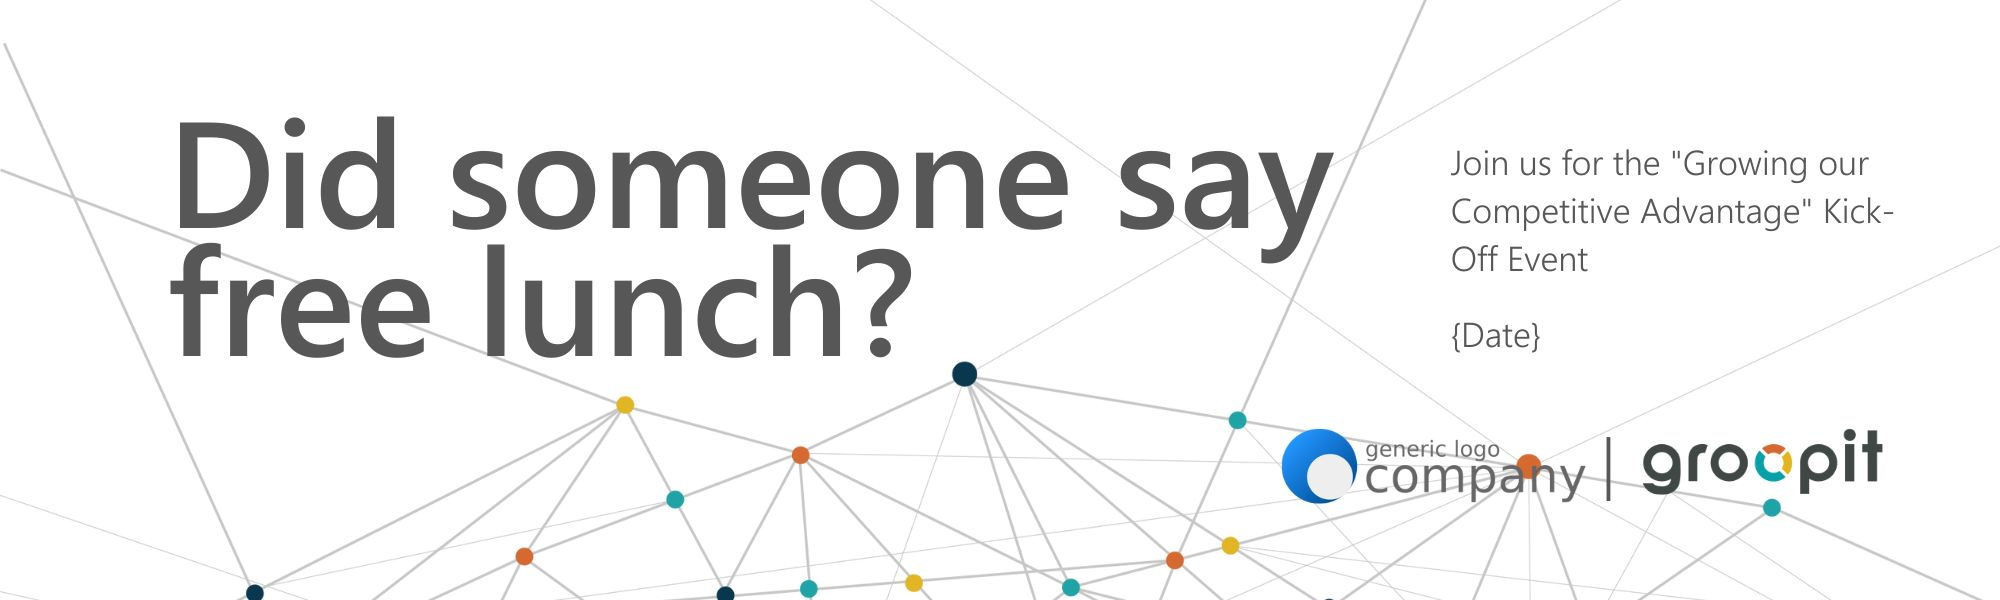 Did someone say
free lunch?
Join us for the "Growing our
Competitive Advantage" Kick-
Off Event
{Date}
generic logo
company
groopit